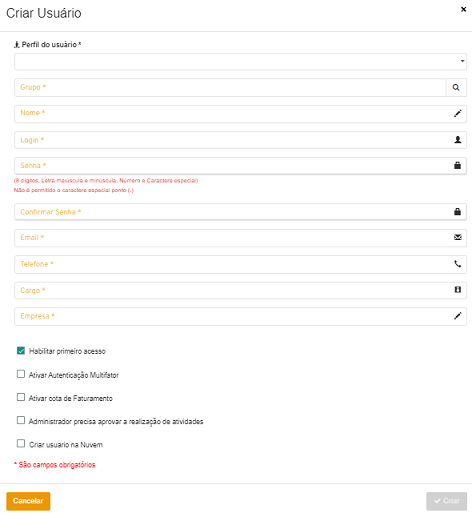 Criar Usuário
Perfil do usuário *
Grupo *
Nome *
Login *
Senha *
(8 dígitos, Letra maiúscula e minúscula, Número e Caractere especial)
Não é permitido o caractere especial ponto (.)
Confirmar Senha *
Email *
Telefone *
Cargo *
Empresa *
Habilitar primeiro acesso
Ativar Autenticação Multifator
Ativar cota de Faturamento
Administrador precisa aprovar a realização de atividades
Criar usuario na Nuvem
* São campos obrigatórios
Cancelar
Criar